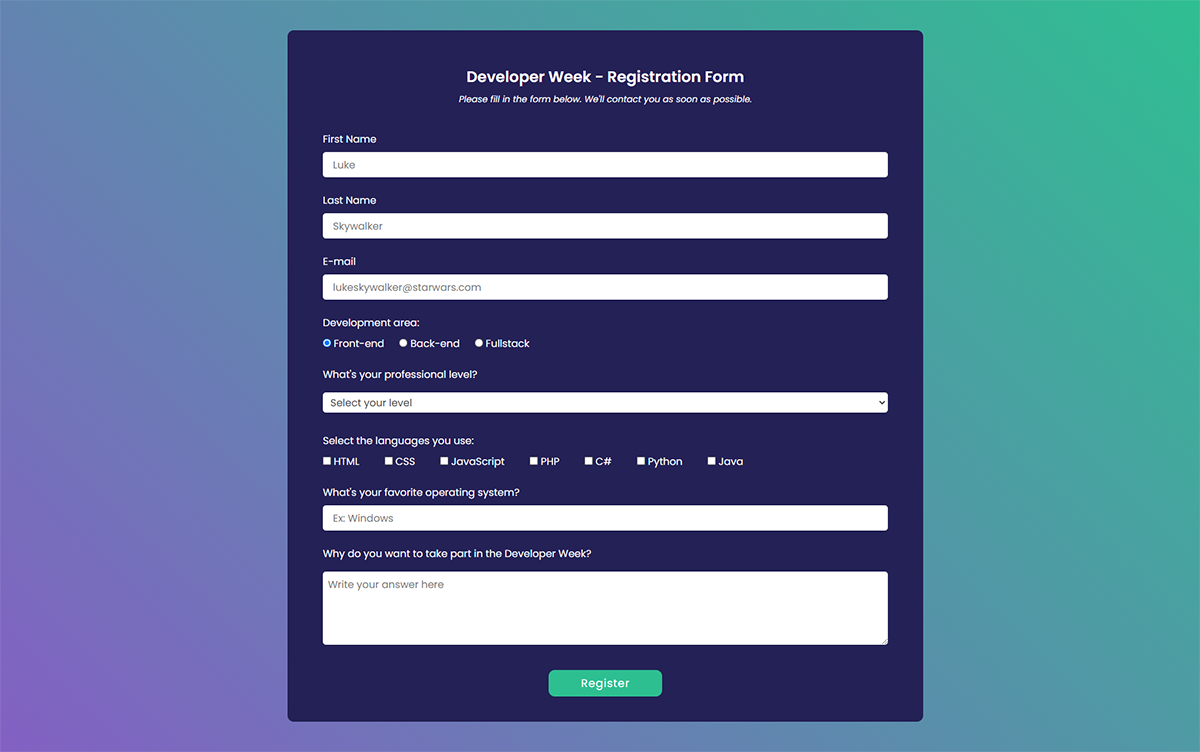 Developer Week - Registration Form
Please fill in the form below. We'll contact you as soon as possible.
First Name
Luke
Last Name
Skywalker
E-mail
lukeskywalker@starwars.com
Development area:
Front-end Back-end Fullstack
What's your professional level?
Select your level
Select the languages you use:
HTML CSS JavaScript PHP C# Python Java
What's your favorite operating system?
Ex: Windows
Why do you want to take part in the Developer Week?
Write your answer here
Register